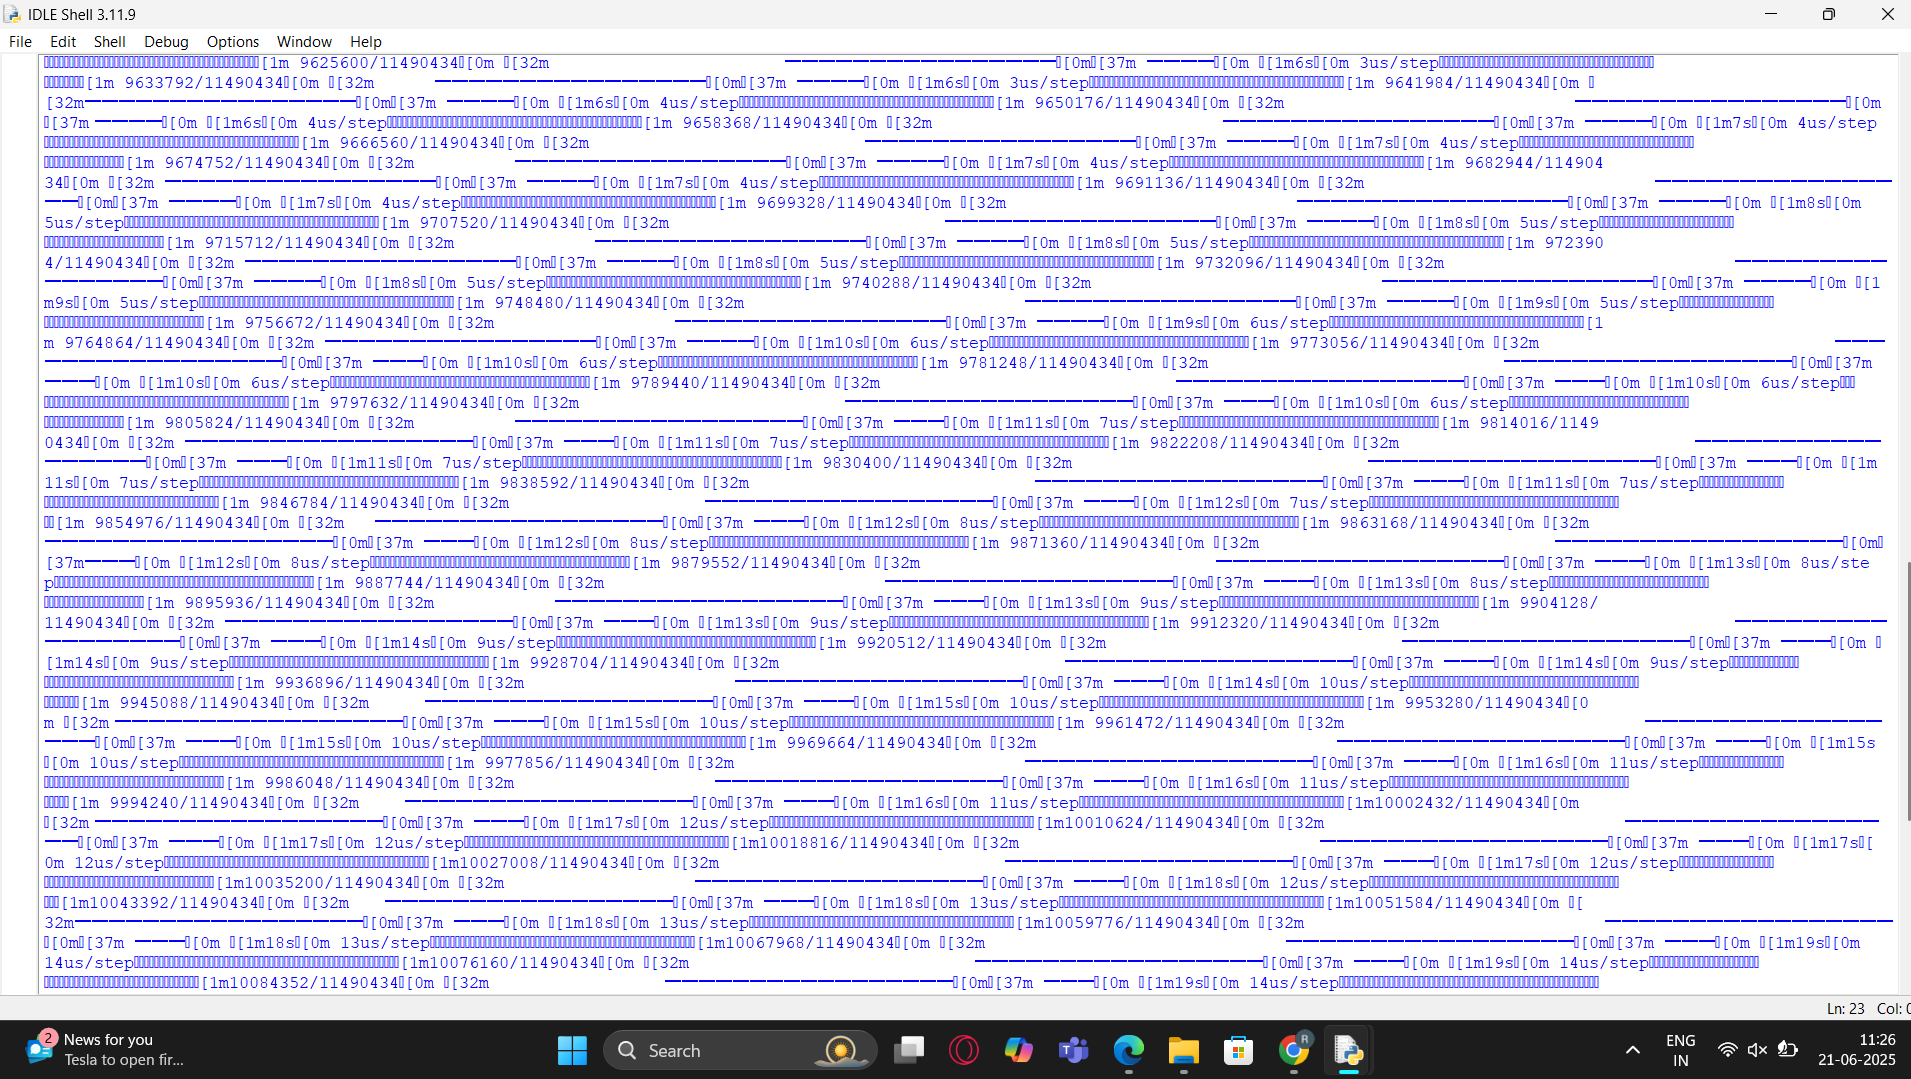 IDLE Shell 3.11.9
File Edit Shell Debug Options Window Help
[1m 9625600/11490434[0m [32m ━━━━━━━━━━━━━━━━[0m[37m ━━━━[0m [1m6s[0m 3us/step
[1m 9633792/11490434[0m [32m ━━━━━━━━━━━━━━━━[0m[37m ━━━━[0m [1m6s[0m 3us/step[1m 9641984/11490434[0m
[32m━━━━━━━━━━━━━━━━[0m[37m ━━━━[0m [1m6s[0m 4us/step[1m 9650176/11490434[0m [32m ━━━━━━━━━━━━━━━━[0m
[37m ━━━━[0m [1m6s[0m 4us/step[1m 9658368/11490434[0m [32m ━━━━━━━━━━━━━━━━[0m[37m ━━━━[0m [1m7s[0m 4us/step
[1m 9666560/11490434[0m [32m ━━━━━━━━━━━━━━━━[0m[37m ━━━━[0m [1m7s[0m 4us/step
[1m 9674752/11490434[0m [32m ━━━━━━━━━━━━━━━━[0m[37m ━━━━[0m [1m7s[0m 4us/step[1m 9682944/114904
34[0m [32m ━━━━━━━━━━━━━━━━[0m[37m ━━━━[0m [1m7s[0m 4us/step[1m 9691136/11490434[0m [32m ━━━━━━━━━━━━━━
━━[0m[37m ━━━━[0m [1m7s[0m 4us/step[1m 9699328/11490434[0m [32m ━━━━━━━━━━━━━━━━[0m[37m ━━━━[0m [1m8s[0m
5us/step[1m 9707520/11490434[0m [32m ━━━━━━━━━━━━━━━━[0m[37m ━━━━[0m [1m8s[0m 5us/step
[1m 9715712/11490434[0m [32m ━━━━━━━━━━━━━━━━[0m[37m ━━━━[0m [1m8s[0m 5us/step[1m 972390
4/11490434[0m [32m ━━━━━━━━━━━━━━━━[0m[37m ━━━━[0m [1m8s[0m 5us/step[1m 9732096/11490434[0m [32m ━━━━━━━━━
━━━━━━━[0m[37m ━━━━[0m [1m8s[0m 5us/step[1m 9740288/11490434[0m [32m ━━━━━━━━━━━━━━━━[0m[37m ━━━━[0m [1
m9s[0m 5us/step[1m 9748480/11490434[0m [32m ━━━━━━━━━━━━━━━━[0m[37m ━━━━[0m [1m9s[0m 5us/step
[1m 9756672/11490434[0m [32m ━━━━━━━━━━━━━━━━[0m[37m ━━━━[0m [1m9s[0m 6us/step[1
m 9764864/11490434[0m [32m ━━━━━━━━━━━━━━━━[0m[37m ━━━━[0m [1m10s[0m 6us/step[1m 9773056/11490434[0m [32m ━━━
━━━━━━━━━━━━━━[0m[37m ━━━[0m [1m10s[0m 6us/step[1m 9781248/11490434[0m [32m ━━━━━━━━━━━━━━━━━[0m[37m
━━━[0m [1m10s[0m 6us/step[1m 9789440/11490434[0m [32m ━━━━━━━━━━━━━━━━━[0m[37m ━━━[0m [1m10s[0m 6us/step
[1m 9797632/11490434[0m [32m ━━━━━━━━━━━━━━━━━[0m[37m ━━━[0m [1m10s[0m 6us/step
[1m 9805824/11490434[0m [32m ━━━━━━━━━━━━━━━━━[0m[37m ━━━[0m [1m11s[0m 7us/step[1m 9814016/1149
0434[0m [32m ━━━━━━━━━━━━━━━━━[0m[37m ━━━[0m [1m11s[0m 7us/step[1m 9822208/11490434[0m [32m ━━━━━━━━━━━
━━━━━━[0m[37m ━━━[0m [1m11s[0m 7us/step[1m 9830400/11490434[0m [32m ━━━━━━━━━━━━━━━━━[0m[37m ━━━[0m [1m
11s[0m 7us/step[1m 9838592/11490434[0m [32m ━━━━━━━━━━━━━━━━━[0m[37m ━━━[0m [1m11s[0m 7us/step
[1m 9846784/11490434[0m [32m ━━━━━━━━━━━━━━━━━[0m[37m ━━━[0m [1m12s[0m 7us/step
[1m 9854976/11490434[0m [32m ━━━━━━━━━━━━━━━━━[0m[37m ━━━[0m [1m12s[0m 8us/step[1m 9863168/11490434[0m [32m
━━━━━━━━━━━━━━━━━[0m[37m ━━━[0m [1m12s[0m 8us/step[1m 9871360/11490434[0m [32m ━━━━━━━━━━━━━━━━━[0m
[37m━━━[0m [1m12s[0m 8us/step[1m 9879552/11490434[0m [32m ━━━━━━━━━━━━━━━━━[0m[37m ━━━[0m [1m13s[0m 8us/ste
p[1m 9887744/11490434[0m [32m ━━━━━━━━━━━━━━━━━[0m[37m ━━━[0m [1m13s[0m 8us/step
[1m 9895936/11490434[0m [32m ━━━━━━━━━━━━━━━━━[0m[37m ━━━[0m [1m13s[0m 9us/step[1m 9904128/
11490434[0m [32m ━━━━━━━━━━━━━━━━━[0m[37m ━━━[0m [1m13s[0m 9us/step[1m 9912320/11490434[0m [32m ━━━━━━━━━
━━━━━━━━[0m[37m ━━━[0m [1m14s[0m 9us/step[1m 9920512/11490434[0m [32m ━━━━━━━━━━━━━━━━━[0m[37m ━━━[0m
[1m14s[0m 9us/step[1m 9928704/11490434[0m [32m ━━━━━━━━━━━━━━━━━[0m[37m ━━━[0m [1m14s[0m 9us/step
[1m 9936896/11490434[0m [32m ━━━━━━━━━━━━━━━━━[0m[37m ━━━[0m [1m14s[0m 10us/step
[1m 9945088/11490434[0m [32m ━━━━━━━━━━━━━━━━━[0m[37m ━━━[0m [1m15s[0m 10us/step[1m 9953280/11490434[0
m [32m ━━━━━━━━━━━━━━━━━[0m[37m ━━━[0m [1m15s[0m 10us/step[1m 9961472/11490434[0m [32m ━━━━━━━━━━━━━━
━━━[0m[37m ━━━[0m [1m15s[0m 10us/step[1m 9969664/11490434[0m [32m ━━━━━━━━━━━━━━━━━[0m[37m ━━━[0m [1m15s
[0m 10us/step[1m 9977856/11490434[0m [32m ━━━━━━━━━━━━━━━━━[0m[37m ━━━[0m [1m16s[0m 11us/step
[1m 9986048/11490434[0m [32m ━━━━━━━━━━━━━━━━━[0m[37m ━━━[0m [1m16s[0m 11us/step
[1m 9994240/11490434[0m [32m ━━━━━━━━━━━━━━━━━[0m[37m ━━━[0m [1m16s[0m 11us/step[1m10002432/11490434[0m
[32m ━━━━━━━━━━━━━━━━━[0m[37m ━━━[0m [1m17s[0m 12us/step[1m10010624/11490434[0m [32m ━━━━━━━━━━━━━━━
━━[0m[37m ━━━[0m [1m17s[0m 12us/step[1m10018816/11490434[0m [32m ━━━━━━━━━━━━━━━━━[0m[37m ━━━[0m [1m17s[
0m 12us/step[1m10027008/11490434[0m [32m ━━━━━━━━━━━━━━━━━[0m[37m ━━━[0m [1m17s[0m 12us/step
[1m10035200/11490434[0m [32m ━━━━━━━━━━━━━━━━━[0m[37m ━━━[0m [1m18s[0m 12us/step
[1m10043392/11490434[0m [32m ━━━━━━━━━━━━━━━━━[0m[37m ━━━[0m [1m18s[0m 13us/step[1m10051584/11490434[0m [
32m━━━━━━━━━━━━━━━━━[0m[37m ━━━[0m [1m18s[0m 13us/step[1m10059776/11490434[0m [32m ━━━━━━━━━━━━━━━━━
[0m[37m ━━━[0m [1m18s[0m 13us/step[1m10067968/11490434[0m [32m ━━━━━━━━━━━━━━━━━[0m[37m ━━━[0m [1m19s[0m
14us/step[1m10076160/11490434[0m [32m ━━━━━━━━━━━━━━━━━[0m[37m ━━━[0m [1m19s[0m 14us/step
[1m10084352/11490434[0m [32m ━━━━━━━━━━━━━━━━━[0m[37m ━━━[0m [1m19s[0m 14us/step
Ln: 23 Col: 0
2
News for you
Tesla to open fir...
Search
R
ENG
IN
11:26
21-06-2025